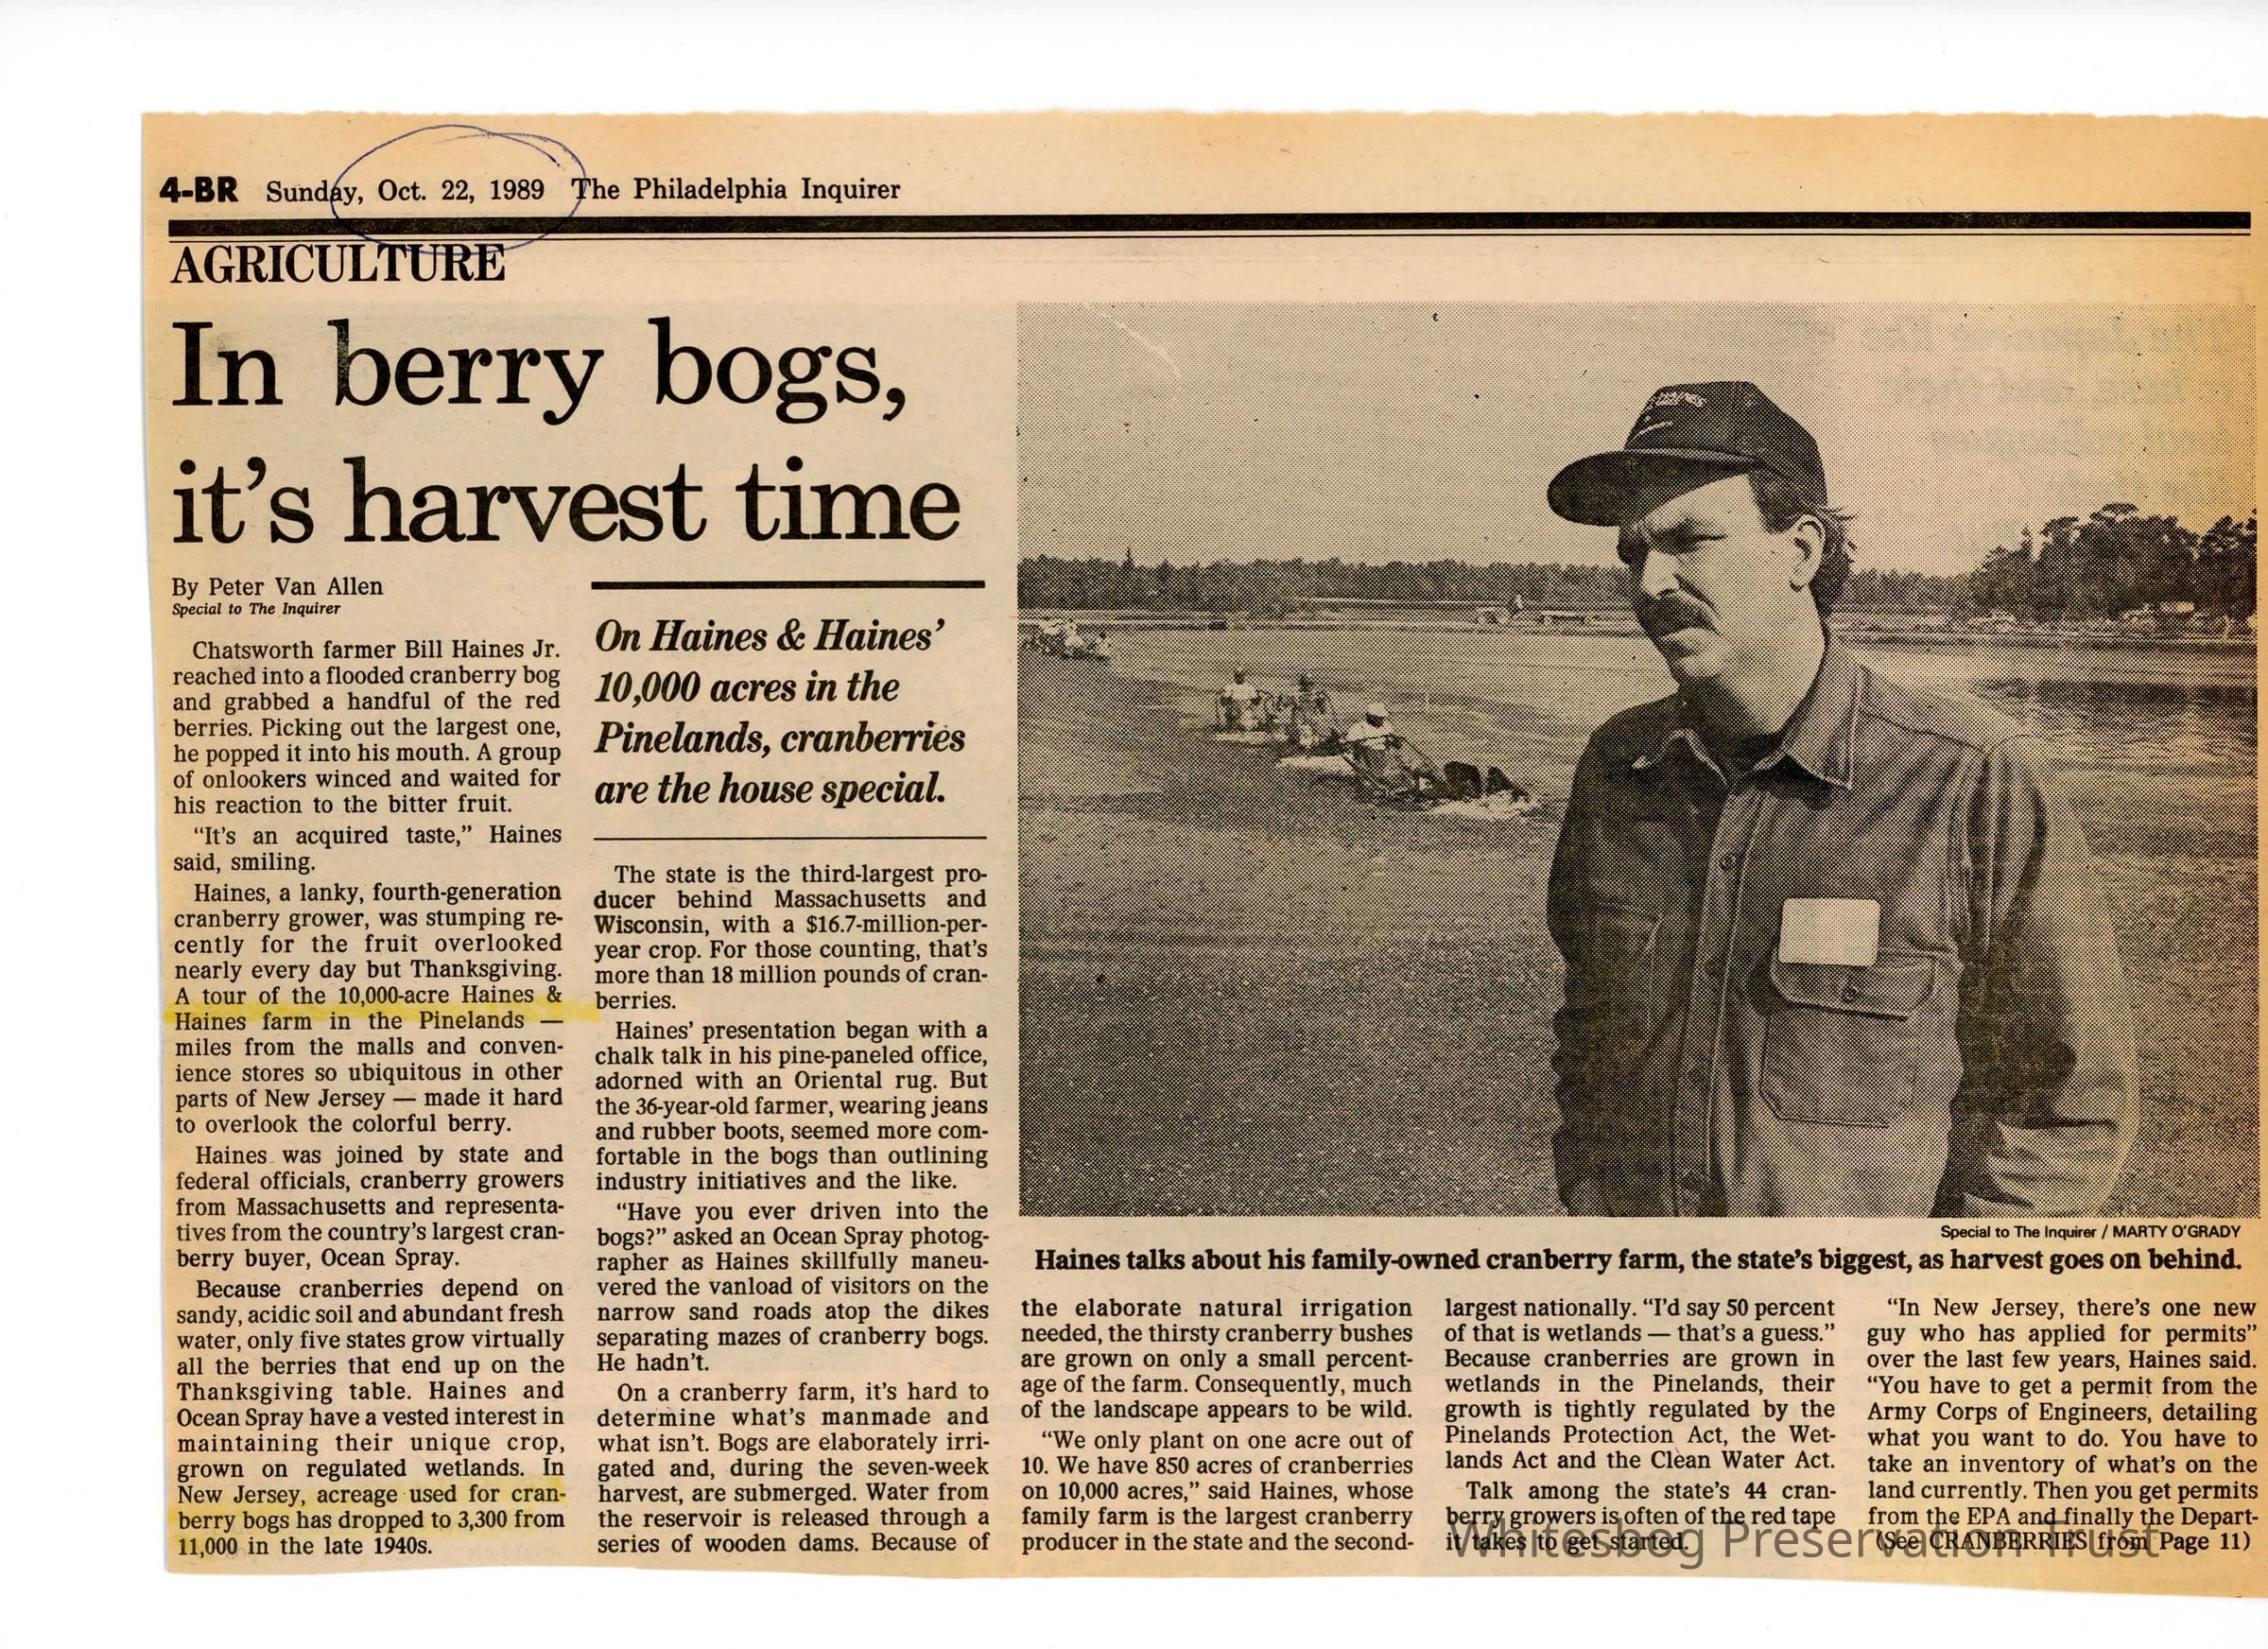 4-BR Sunday, Oct. 22, 1989 The Philadelphia Inquirer
AGRICULTURE
In berry bogs,
it's harvest time
By Peter Van Allen
Special to The Inquirer
Chatsworth farmer Bill Haines Jr.
reached into a flooded cranberry bog
and grabbed a handful of the red
berries. Picking out the largest one,
he popped it into his mouth. A group
of onlookers winced and waited for
his reaction to the bitter fruit.
"It's an acquired taste," Haines
said, smiling.
Haines, a lanky, fourth-generation
cranberry grower, was stumping re-
cently for the fruit overlooked
nearly every day but Thanksgiving.
A tour of the 10,000-acre Haines &
Haines farm in the Pinelands —
miles from the malls and conven-
ience stores so ubiquitous in other
parts of New Jersey — made it hard
to overlook the colorful berry.
Haines was joined by state and
federal officials, cranberry growers
from Massachusetts and representa-
tives from the country's largest cran-
berry buyer, Ocean Spray.
Because cranberries depend on
sandy, acidic soil and abundant fresh
water, only five states grow virtually
all the berries that end up on the
Thanksgiving table. Haines and
Ocean Spray have a vested interest in
maintaining their unique crop,
grown on regulated wetlands. In
New Jersey, acreage used for cran-
berry bogs has dropped to 3,300 from
11,000 in the late 1940s.
On Haines & Haines'
10,000 acres in the
Pinelands, cranberries
are the house special.
The state is the third-largest pro-
ducer behind Massachusetts and
Wisconsin, with a $16.7-million-per-
year crop. For those counting, that's
more than 18 million pounds of cran-
berries.
Haines' presentation began with a
chalk talk in his pine-paneled office,
adorned with an Oriental rug. But
the 36-year-old farmer, wearing jeans
and rubber boots, seemed more com-
fortable in the bogs than outlining
industry initiatives and the like.
"Have you ever driven into the
bogs?" asked an Ocean Spray photog-
rapher as Haines skillfully maneu-
vered the vanload of visitors on the
narrow sand roads atop the dikes
separating mazes of cranberry bogs.
He hadn't.
On a cranberry farm, it's hard to
determine what's manmade and
what isn't. Bogs are elaborately irri-
gated and, during the seven-week
harvest, are submerged. Water from
the reservoir is released through a
series of wooden dams. Because of
Special to The Inquirer / MARTY O'GRADY
Haines talks about his family-owned cranberry farm, the state's biggest, as harvest goes on behind.
the elaborate natural irrigation
needed, the thirsty cranberry bushes
are grown on only a small percent-
age of the farm. Consequently, much
of the landscape appears to be wild.
"We only plant on one acre out of
10. We have 850 acres of cranberries
on 10,000 acres," said Haines, whose
family farm is the largest cranberry
producer in the state and the second-
largest nationally. "I'd say 50 percent
of that is wetlands — that's a guess."
Because cranberries are grown in
wetlands in the Pinelands, their
growth is tightly regulated by the
Pinelands Protection Act, the Wet-
lands Act and the Clean Water Act.
Talk among the state's 44 cran-
berry growers is often of the red tape
it takes to get started.
"In New Jersey, there's one new
guy who has applied for permits"
over the last few years, Haines said.
"You have to get a permit from the
Army Corps of Engineers, detailing
what you want to do. You have to
take an inventory of what's on the
land currently. Then you get permits
from the EPA and finally the Depart-
(See CRANBERRIES from Page 11)
Whitesbog Preservation Trust